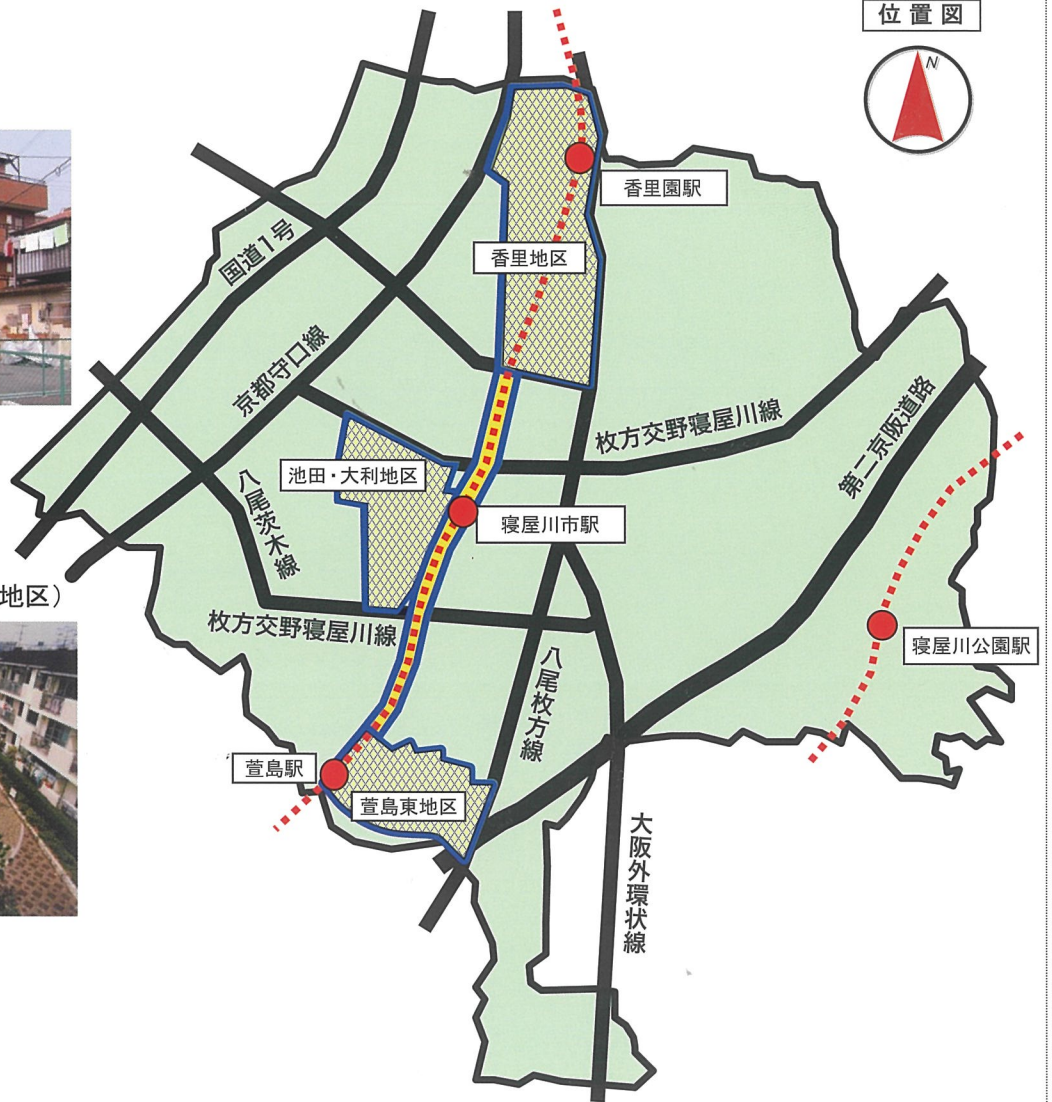 位置図
N
香里園駅
香里地区
国道1号
京都守口線
枚方交野寝屋川線
第二京阪道路
池田・大利地区
寝屋川市駅
八尾茨木線
地区)
枚方交野寝屋川線
寝屋川公園駅
八尾枚方線
萱島駅
萱島東地区
大阪外環状線